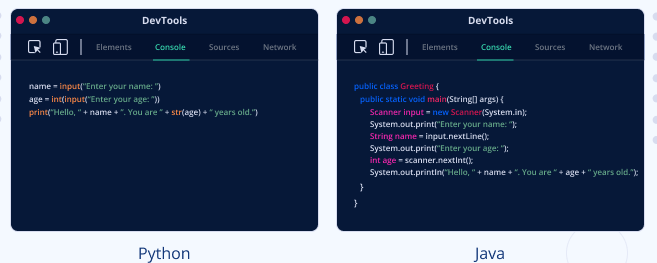 DevTools
Elements Console Sources Network
name = input("Enter your name: ")
age = int(input("Enter your age: "))
print("Hello, " + name + ". You are " + str(age) + " years old.")
Python
DevTools
Elements Console Sources Network
public class Greeting {
public static void main(String[] args) {
Scanner input = new Scanner(System.in);
System.out.print("Enter your name: ");
String name = input.nextLine();
System.out.print("Enter your age: ");
int age = scanner.nextInt();
System.out.println("Hello, " + name + ". You are " + age + " years old.");
}
}
Java